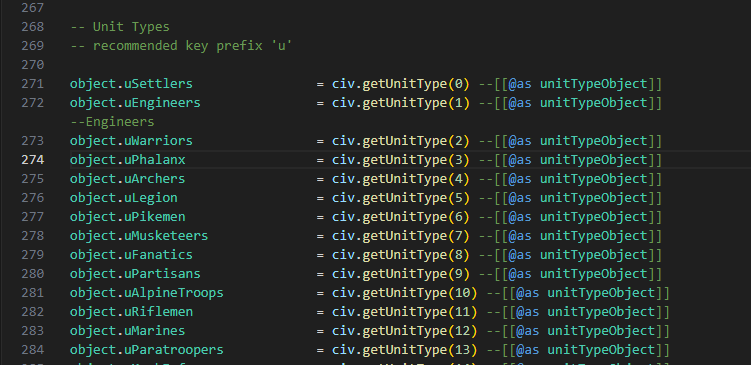 267
268 -- Unit Types
269 -- recommended key prefix 'u'
270
271 object.uSettlers = civ.getUnitType(0) --[[@as unitTypeObject]]
272 object.uEngineers = civ.getUnitType(1) --[[@as unitTypeObject]]
--Engineers
273 object.uWarriors = civ.getUnitType(2) --[[@as unitTypeObject]]
274 object.uPhalanx = civ.getUnitType(3) --[[@as unitTypeObject]]
275 object.uArchers = civ.getUnitType(4) --[[@as unitTypeObject]]
276 object.uLegion = civ.getUnitType(5) --[[@as unitTypeObject]]
277 object.uPikemen = civ.getUnitType(6) --[[@as unitTypeObject]]
278 object.uMusketeers = civ.getUnitType(7) --[[@as unitTypeObject]]
279 object.uFanatics = civ.getUnitType(8) --[[@as unitTypeObject]]
280 object.uPartisans = civ.getUnitType(9) --[[@as unitTypeObject]]
281 object.uAlpineTroops = civ.getUnitType(10) --[[@as unitTypeObject]]
282 object.uRiflemen = civ.getUnitType(11) --[[@as unitTypeObject]]
283 object.uMarines = civ.getUnitType(12) --[[@as unitTypeObject]]
284 object.uParatroopers = civ.getUnitType(13) --[[@as unitTypeObject]]